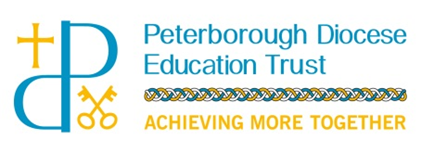 Peterborough Diocese
Education Trust
ACHIEVING MORE TOGETHER